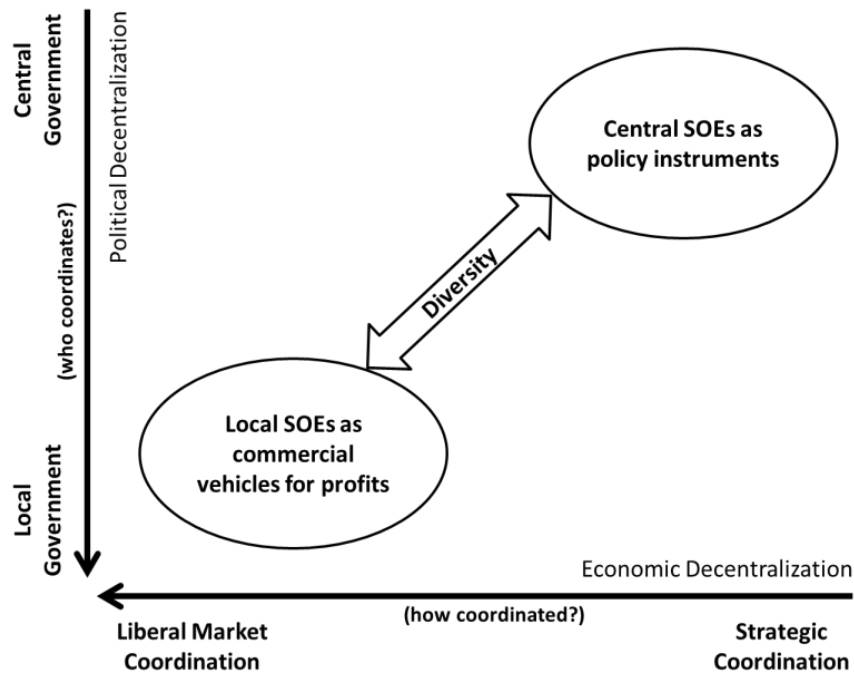 Central
Government
Political Decentralization
(who coordinates?)
Local
Government
Central SOEs as
policy instruments
Diversity
Local SOEs as
commercial
vehicles for profits
Economic Decentralization
(how coordinated?)
Liberal Market
Coordination
Strategic
Coordination